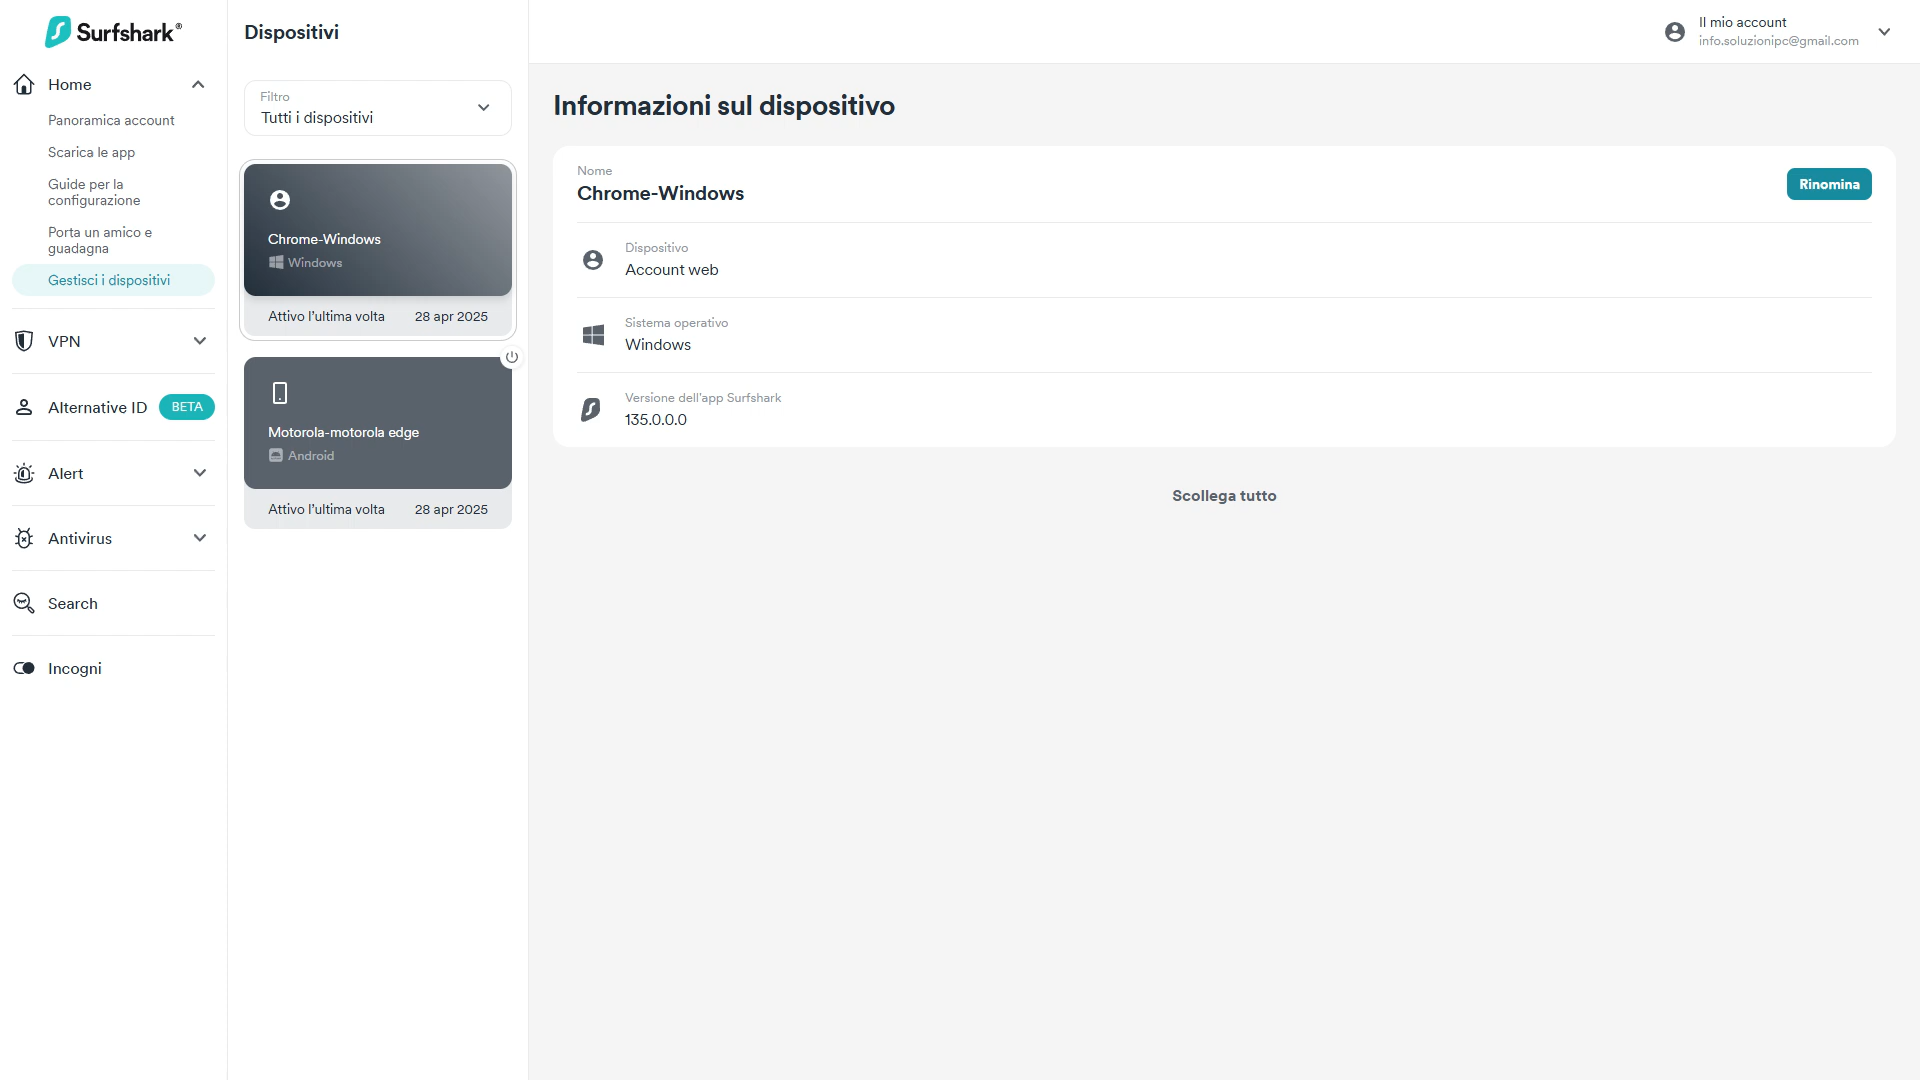 Surfshark®
Home
Panoramica account
Scarica le app
Guide per la
configurazione
Porta un amico e
guadagna
Gestisci i dispositivi
VPN
Alternative ID BETA
Alert
Antivirus
Search
Incogni
Dispositivi
Filtro
Tutti i dispositivi
Chrome-Windows
Windows
Attivo l’ultima volta 28 apr 2025
Motorola-motorola edge
Android
Attivo l’ultima volta 28 apr 2025
Il mio account
info.soluzionipc@gmail.com
Informazioni sul dispositivo
Nome
Chrome-Windows
Rinomina
Dispositivo
Account web
Sistema operativo
Windows
Versione dell’app Surfshark
135.0.0.0
Scollega tutto